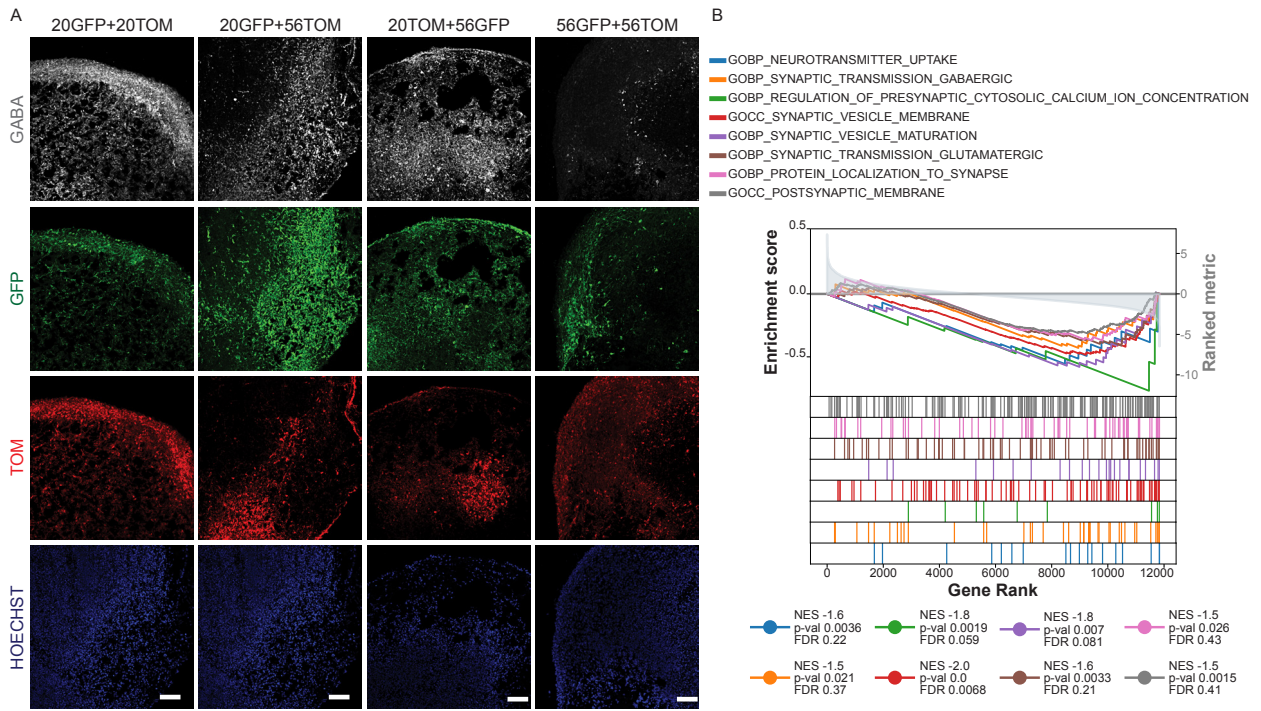 A
20GFP+20TOM
20GFP+56TOM
20TOM+56GFP
56GFP+56TOM
GABA
GFP
TOM
HOECHST
B
GOBP_NEUROTRANSMITTER_UPTAKE
GOBP_SYNAPTIC_TRANSMISSION_GABAERGIC
GOBP_REGULATION_OF_PRESYNAPTIC_CYTOSOLIC_CALCIUM_ION_CONCENTRATION
GOCC_SYNAPTIC_VESICLE_MEMBRANE
GOBP_SYNAPTIC_VESICLE_MATURATION
GOBP_SYNAPTIC_TRANSMISSION_GLUTAMATERGIC
GOBP_PROTEIN_LOCALIZATION_TO_SYNAPSE
GOCC_POSTSYNAPTIC_MEMBRANE
Enrichment score
0.5
0.0
-0.5
5
0
-5
-10
Ranked metric
0 2000 4000 6000 8000 10000 12000
Gene Rank
NES -1.6
p-val 0.0036
FDR 0.22
NES -1.8
p-val 0.0019
FDR 0.059
NES -1.8
p-val 0.007
FDR 0.081
NES -1.5
p-val 0.026
FDR 0.43
NES -1.5
p-val 0.021
FDR 0.37
NES -2.0
p-val 0.0
FDR 0.0068
NES -1.6
p-val 0.0033
FDR 0.21
NES -1.5
p-val 0.0015
FDR 0.41